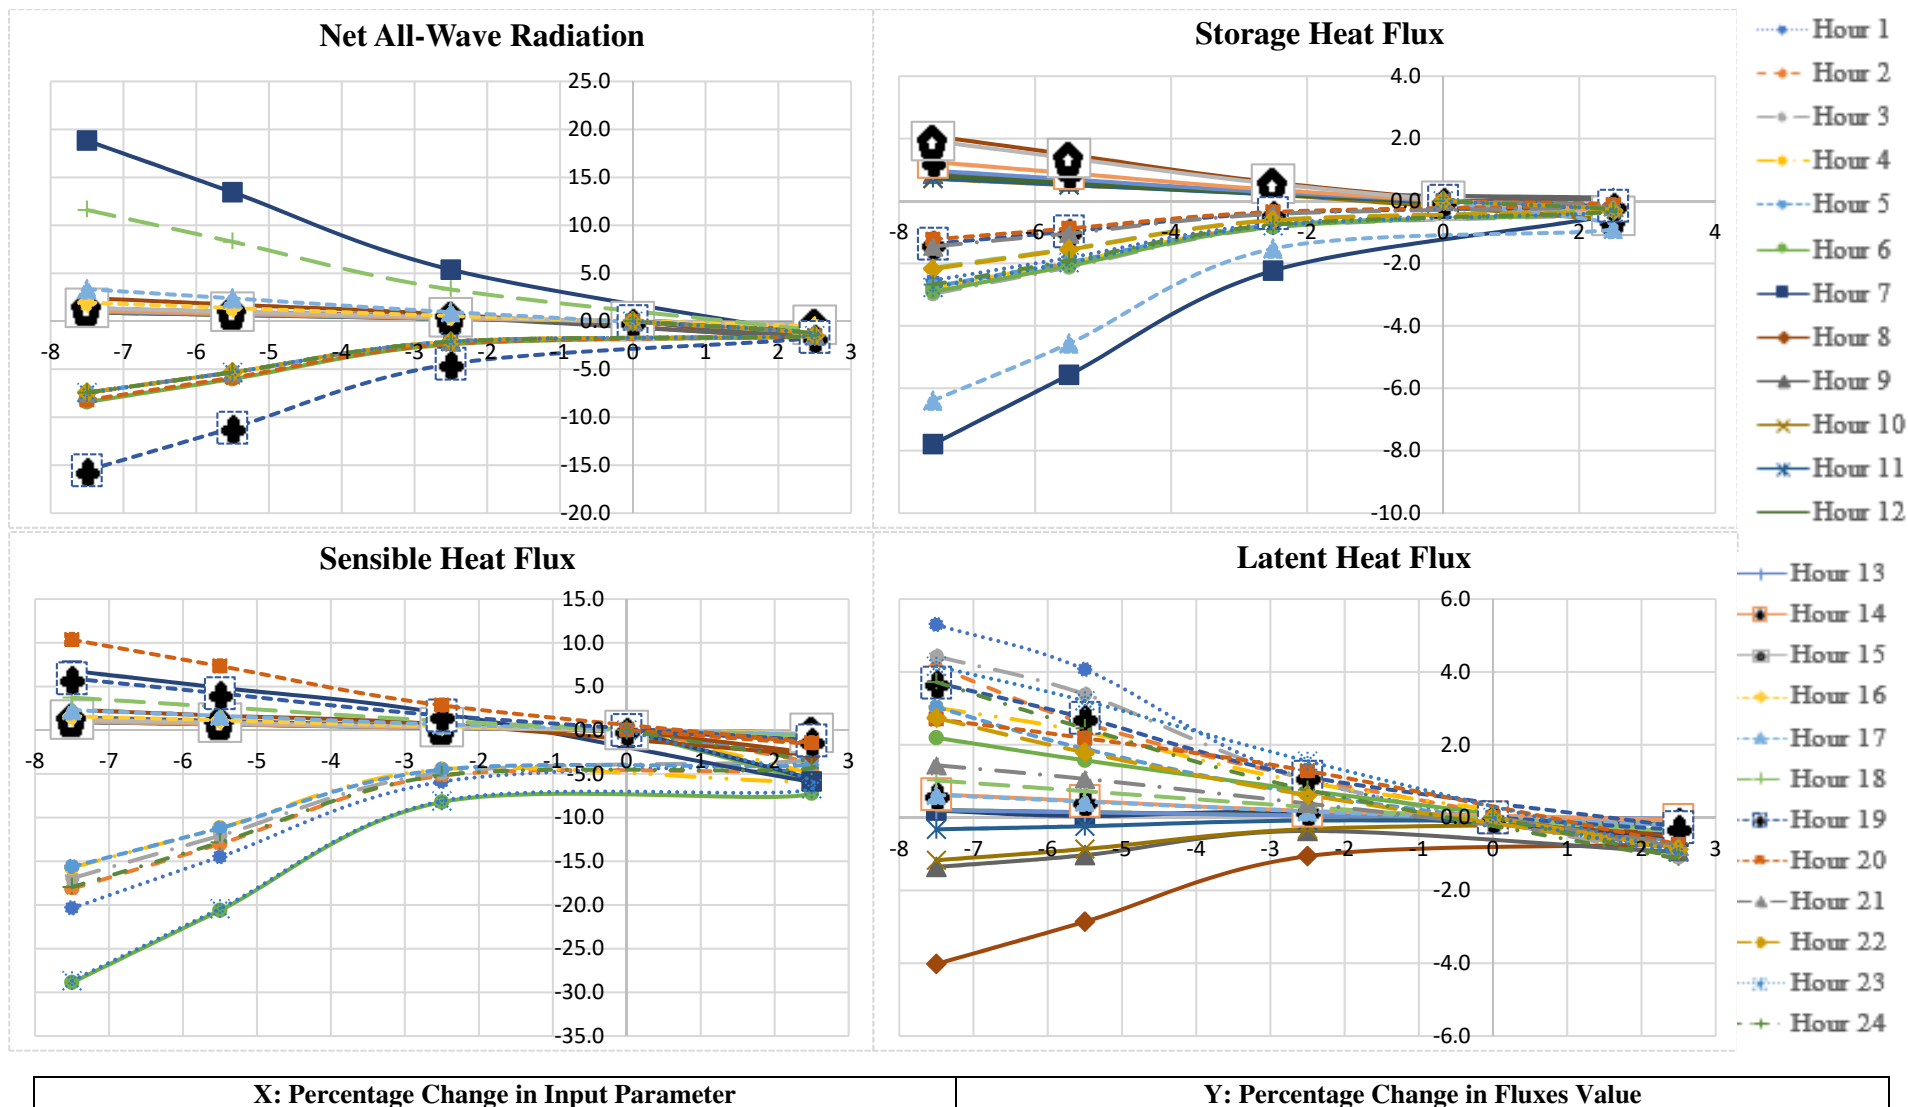 Net All-Wave Radiation
25.0
20.0
15.0
10.0
5.0
0.0
-8 -7 -6 -5 -4 -3 -2 -1 0 1 2 3
-5.0
-10.0
-15.0
-20.0
Storage Heat Flux
4.0
2.0
0.0
-8 -6 -4 -2 0 2 4
-2.0
-4.0
-6.0
-8.0
-10.0
Hour 1
Hour 2
Hour 3
Hour 4
Hour 5
Hour 6
Hour 7
Hour 8
Hour 9
Hour 10
Hour 11
Hour 12
Sensible Heat Flux
15.0
10.0
5.0
0.0
-8 -7 -6 -5 -4 -3 -2 -1 0 1 2 3
-5.0
-10.0
-15.0
-20.0
-25.0
-30.0
-35.0
Latent Heat Flux
6.0
4.0
2.0
0.0
-8 -7 -6 -5 -4 -3 -2 -1 0 1 2 3
-2.0
-4.0
-6.0
Hour 13
Hour 14
Hour 15
Hour 16
Hour 17
Hour 18
Hour 19
Hour 20
Hour 21
Hour 22
Hour 23
Hour 24
X: Percentage Change in Input Parameter
Y: Percentage Change in Fluxes Value